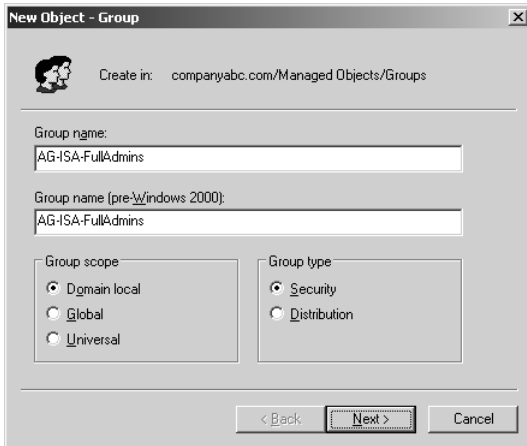 New Object - Group
Create in: companyabc.com/Managed Objects/Groups
Group name:
AG-ISA-FullAdmins
Group name (pre-Windows 2000):
AG-ISA-FullAdmins
Group scope
Domain local
Global
Universal
Group type
Security
Distribution
< Back Next > Cancel